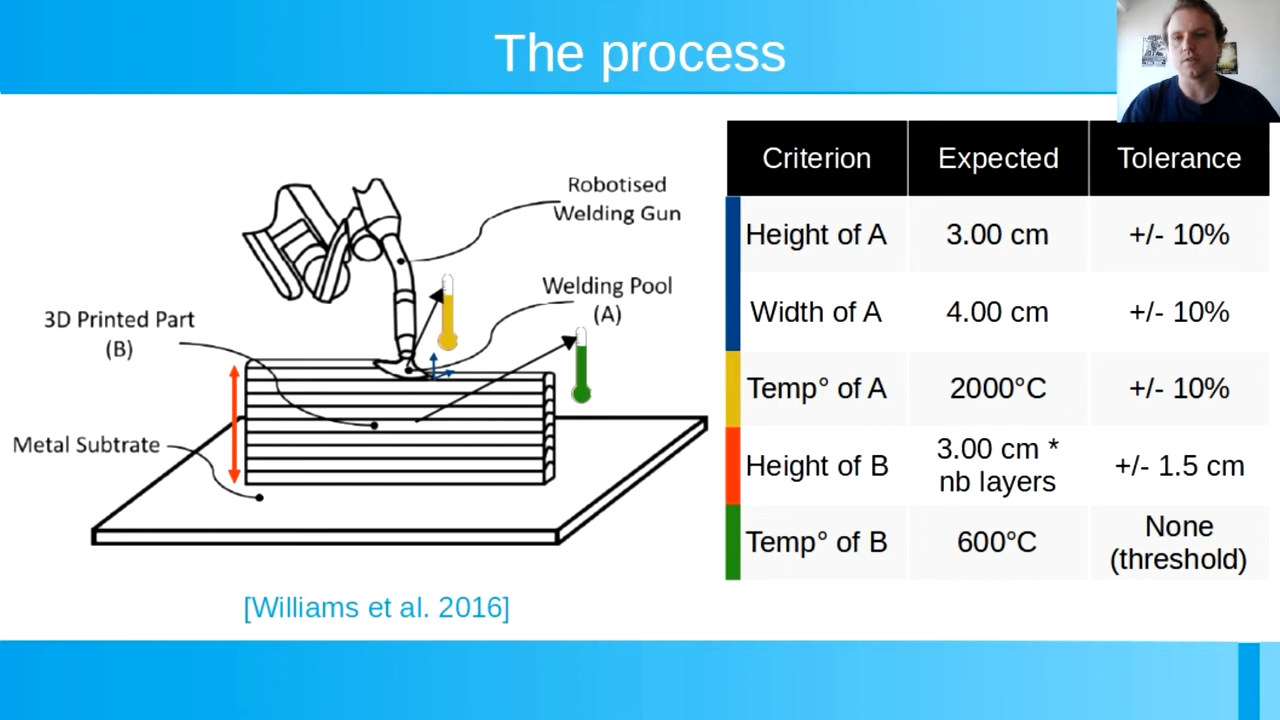 The process
Robotised
Welding Gun
Welding Pool
(A)
3D Printed Part
(B)
Metal Subtrate
[Williams et al. 2016]
Criterion Expected Tolerance
Height of A 3.00 cm +/- 10%
Width of A 4.00 cm +/- 10%
Temp° of A 2000°C +/- 10%
Height of B 3.00 cm * nb layers +/- 1.5 cm
Temp° of B 600°C None (threshold)